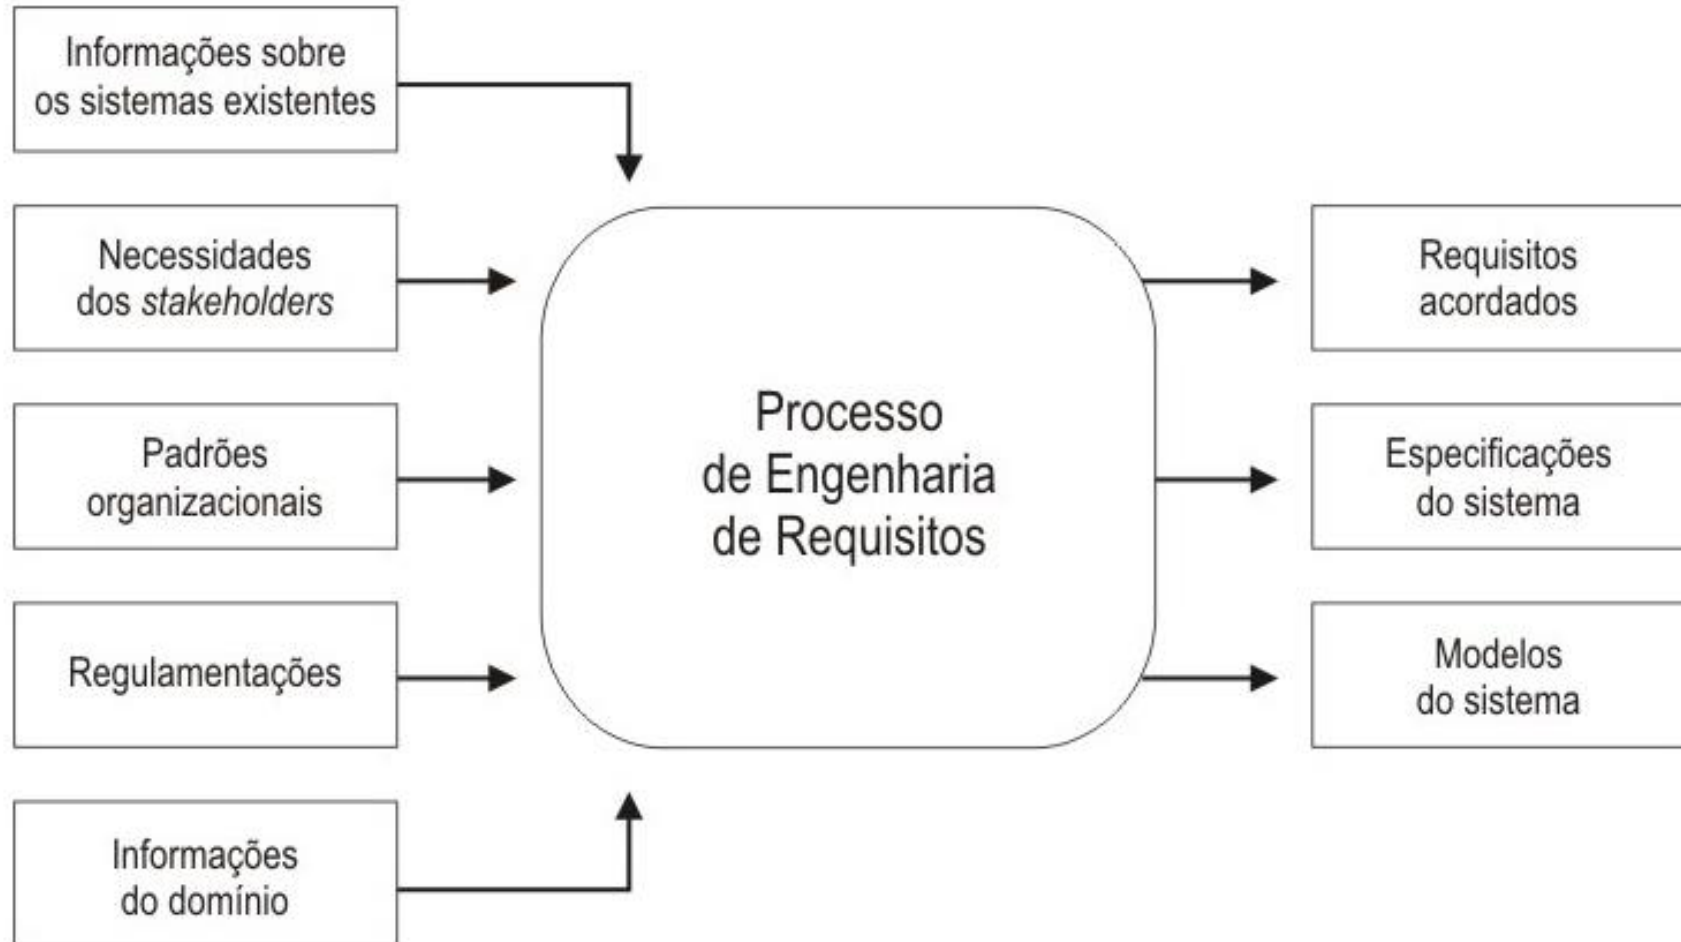 Informações sobre
os sistemas existentes
Necessidades
dos stakeholders
Padrões
organizacionais
Regulamentações
Informações
do domínio
Processo
de Engenharia
de Requisitos
Requisitos
acordados
Especificações
do sistema
Modelos
do sistema